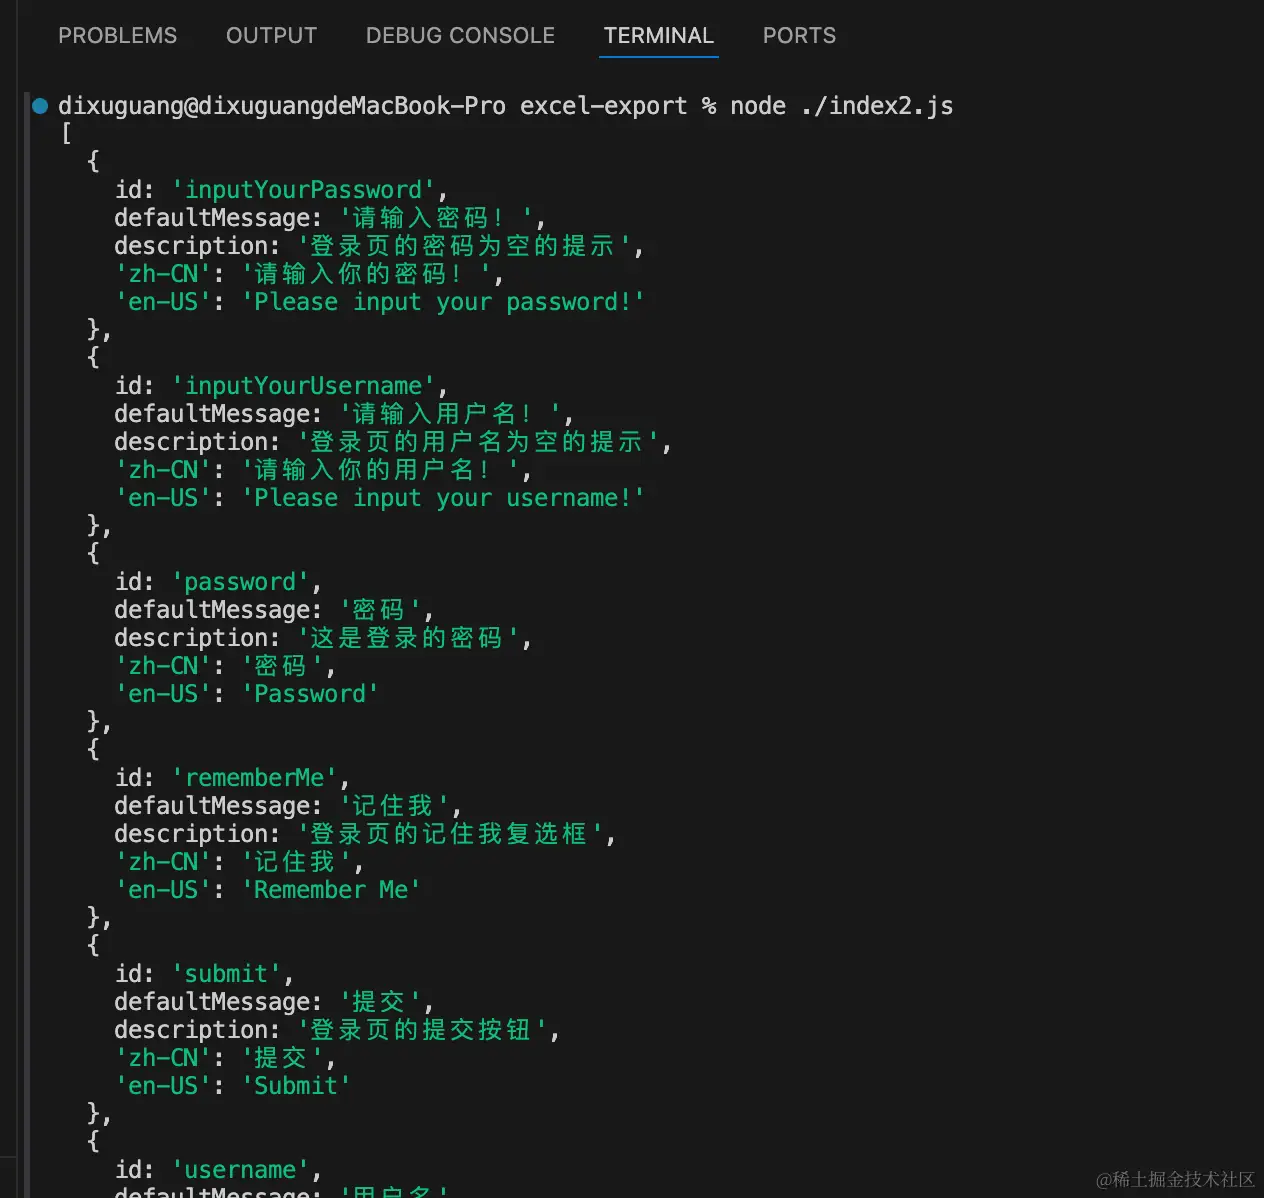 PROBLEMS OUTPUT DEBUG CONSOLE TERMINAL PORTS
dixuguang@dixuguangdeMacBook-Pro excel-export % node ./index2.js
[
  {
    id: 'inputYourPassword',
    defaultMessage: '请输入密码！',
    description: '登录页的密码为空的提示',
    'zh-CN': '请输入你的密码！',
    'en-US': 'Please input your password!'
  },
  {
    id: 'inputYourUsername',
    defaultMessage: '请输入用户名！',
    description: '登录页的用户名为空的提示',
    'zh-CN': '请输入你的用户名！',
    'en-US': 'Please input your username!'
  },
  {
    id: 'password',
    defaultMessage: '密码',
    description: '这是登录的密码',
    'zh-CN': '密码',
    'en-US': 'Password'
  },
  {
    id: 'rememberMe',
    defaultMessage: '记住我',
    description: '登录页的记住我复选框',
    'zh-CN': '记住我',
    'en-US': 'Remember Me'
  },
  {
    id: 'submit',
    defaultMessage: '提交',
    description: '登录页的提交按钮',
    'zh-CN': '提交',
    'en-US': 'Submit'
  },
  {
    id: 'username',
    defaultMessage: '用户名'
@稀土掘金技术社区